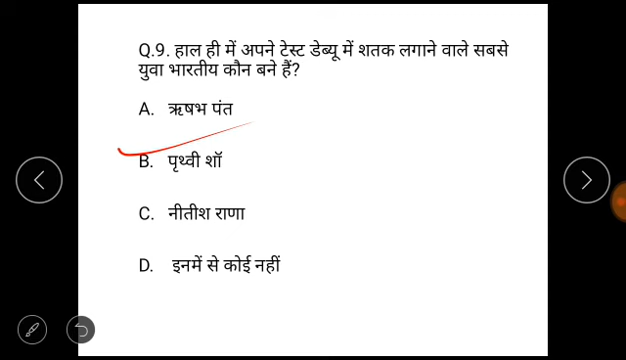 Q.9. हाल ही में अपने टेस्ट डेब्यू में शतक लगाने वाले सबसे
युवा भारतीय कौन बने हैं?
A. ऋषभ पंत
B. पृथ्वी शॉ
C. नीतीश राणा
D. इनमें से कोई नहीं